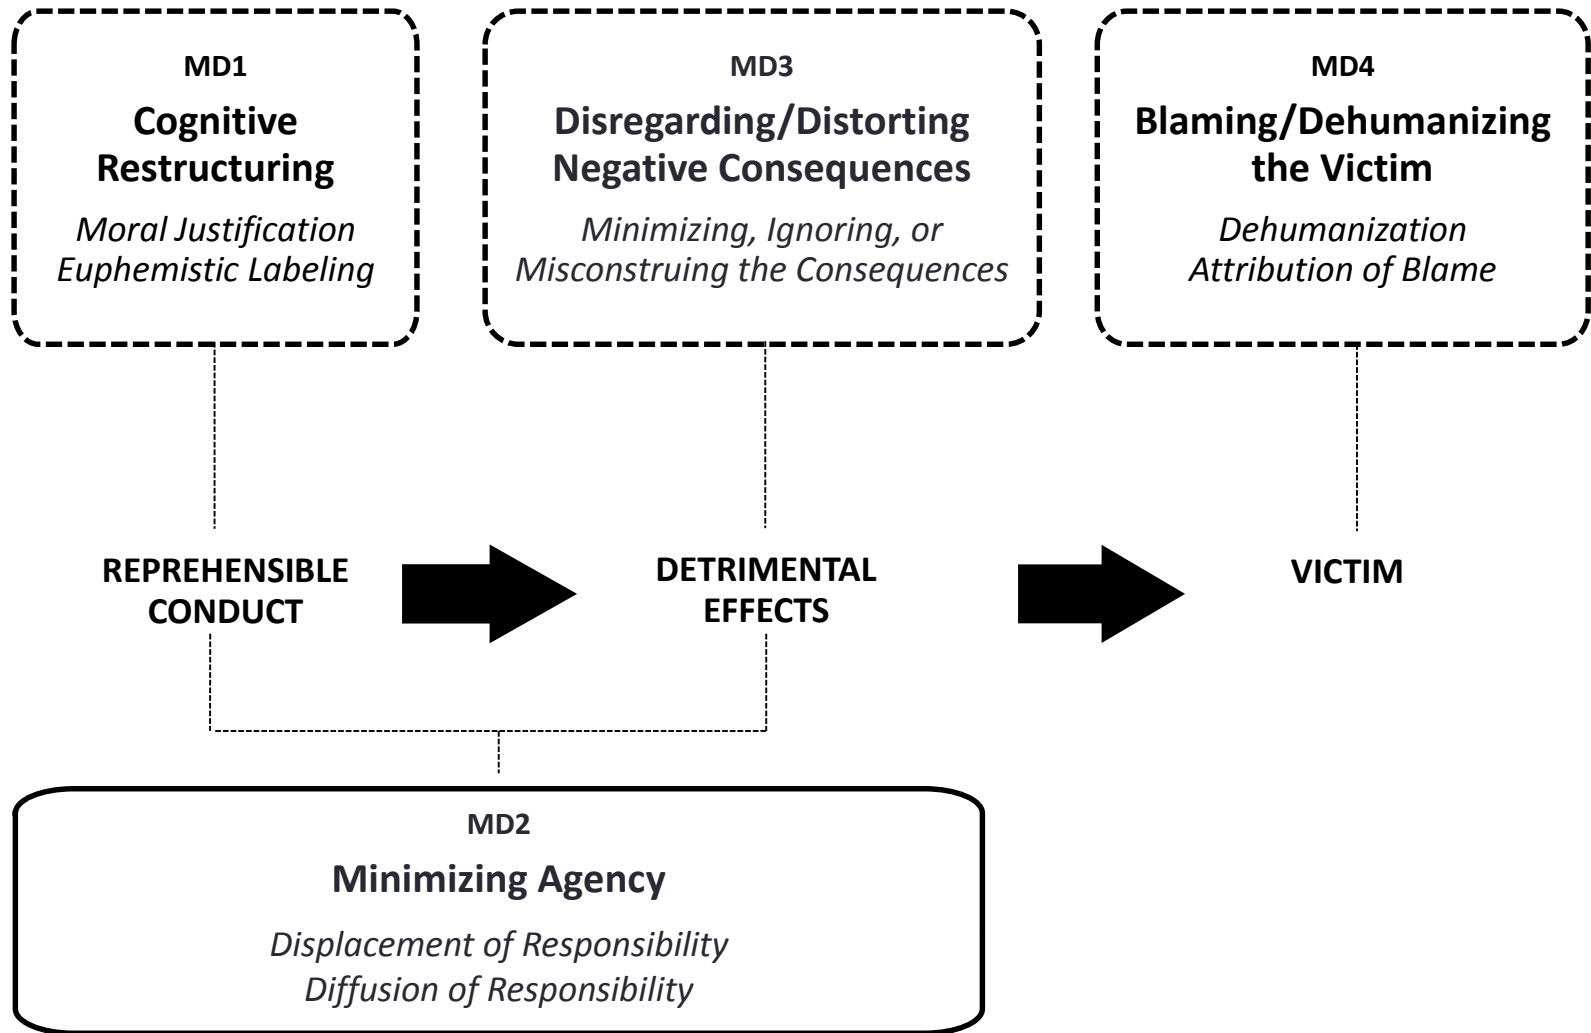 MD1
Cognitive
Restructuring
Moral Justification
Euphemistic Labeling
MD3
Disregarding/Distorting
Negative Consequences
Minimizing, Ignoring, or
Misconstruing the Consequences
MD4
Blaming/Dehumanizing
the Victim
Dehumanization
Attribution of Blame
REPREHENSIBLE
CONDUCT
DETRIMENTAL
EFFECTS
VICTIM
MD2
Minimizing Agency
Displacement of Responsibility
Diffusion of Responsibility